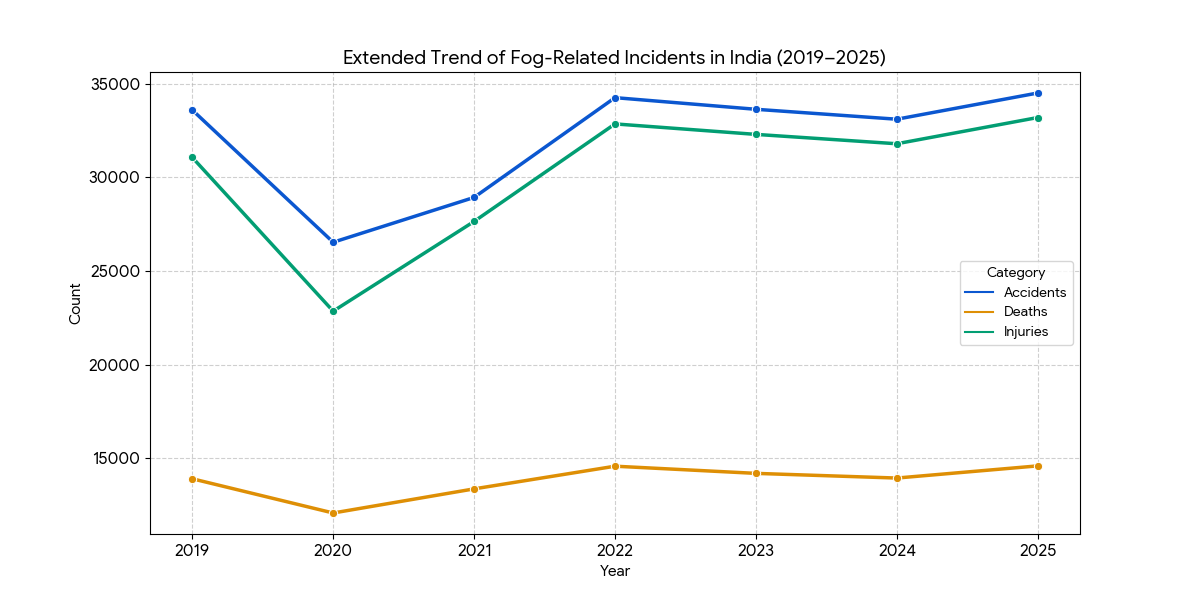 Extended Trend of Fog-Related Incidents in India (2019–2025)
35000
30000
25000
20000
15000
Count
Category
Accidents
Deaths
Injuries
2019 2020 2021 2022 2023 2024 2025
Year